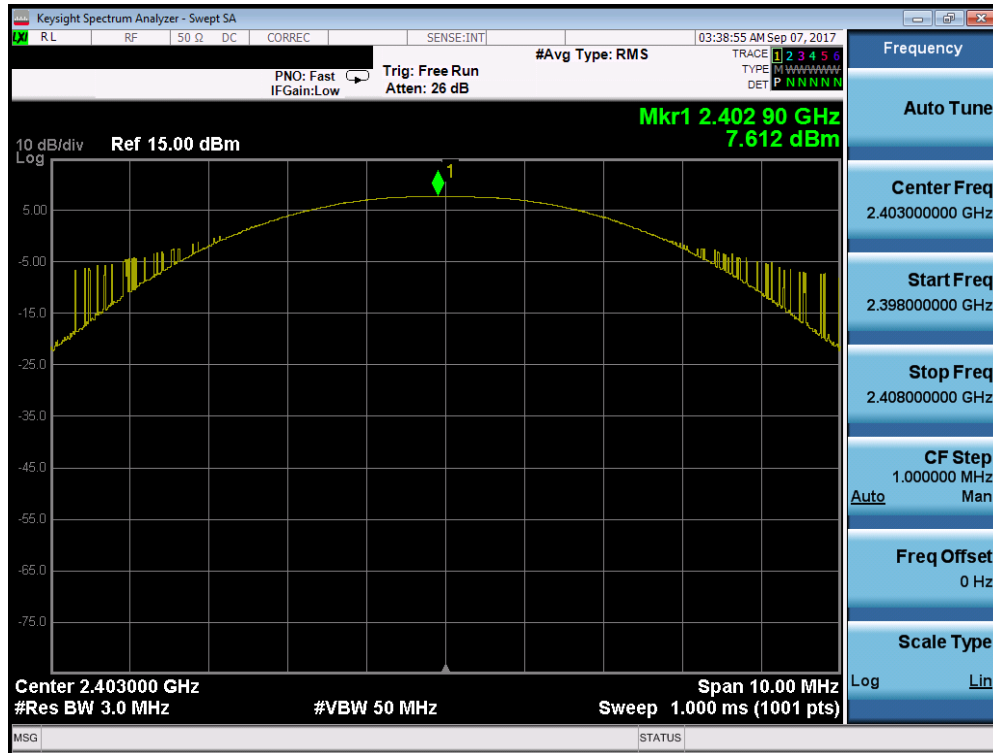 Keysight Spectrum Analyzer - Swept SA
LXI RL RF 50 Ω DC CORREC SENSE:INT 03:38:55 AM Sep 07, 2017
#Avg Type: RMS TRACE 1 2 3 4 5 6
PNO: Fast Trig: Free Run TYPE M WWWWW
IFGain:Low Atten: 26 dB DET P N N N N N
Mkr1 2.402 90 GHz
7.612 dBm
10 dB/div Ref 15.00 dBm
Log
1
5.00
-5.00
-15.0
-25.0
-35.0
-45.0
-55.0
-65.0
-75.0
Center 2.403000 GHz Span 10.00 MHz
#Res BW 3.0 MHz #VBW 50 MHz Sweep 1.000 ms (1001 pts)
MSG STATUS
Frequency
Auto Tune
Center Freq
2.403000000 GHz
Start Freq
2.398000000 GHz
Stop Freq
2.408000000 GHz
CF Step
1.000000 MHz
Auto Man
Freq Offset
0 Hz
Scale Type
Log Lin